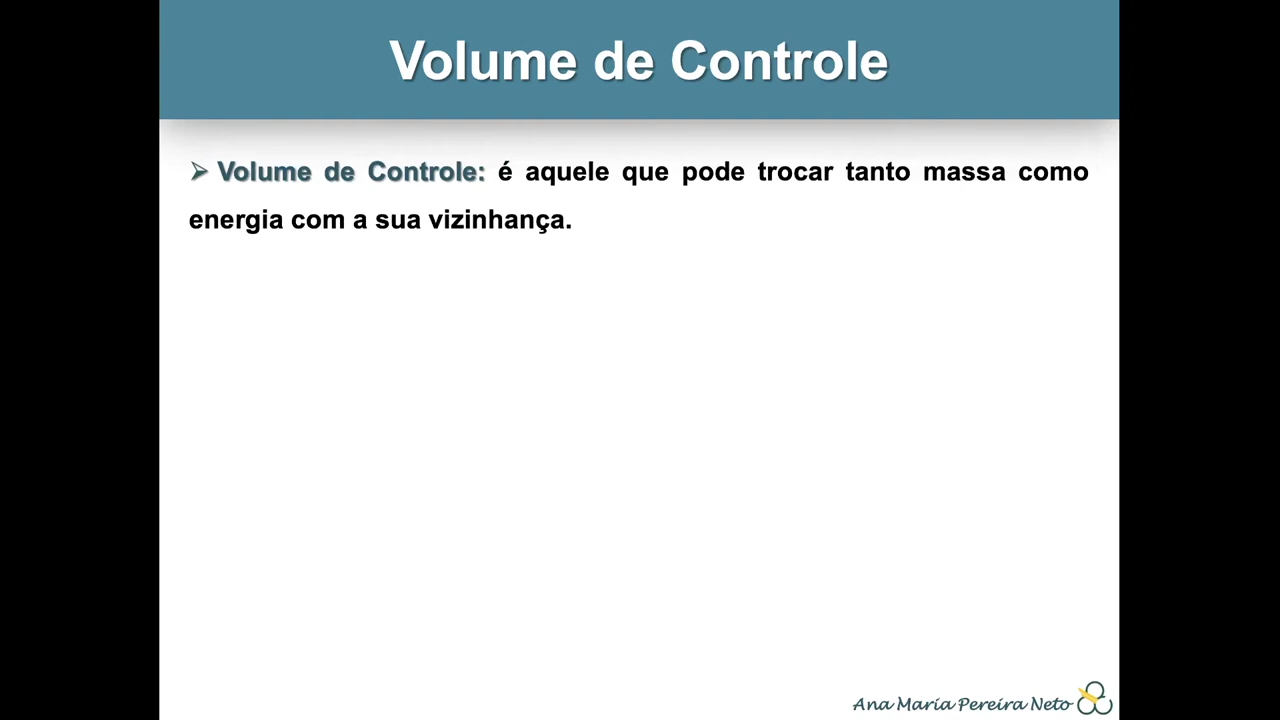 Volume de Controle
Volume de Controle: é aquele que pode trocar tanto massa como
energia com a sua vizinhança.
Ana Maria Pereira Neto